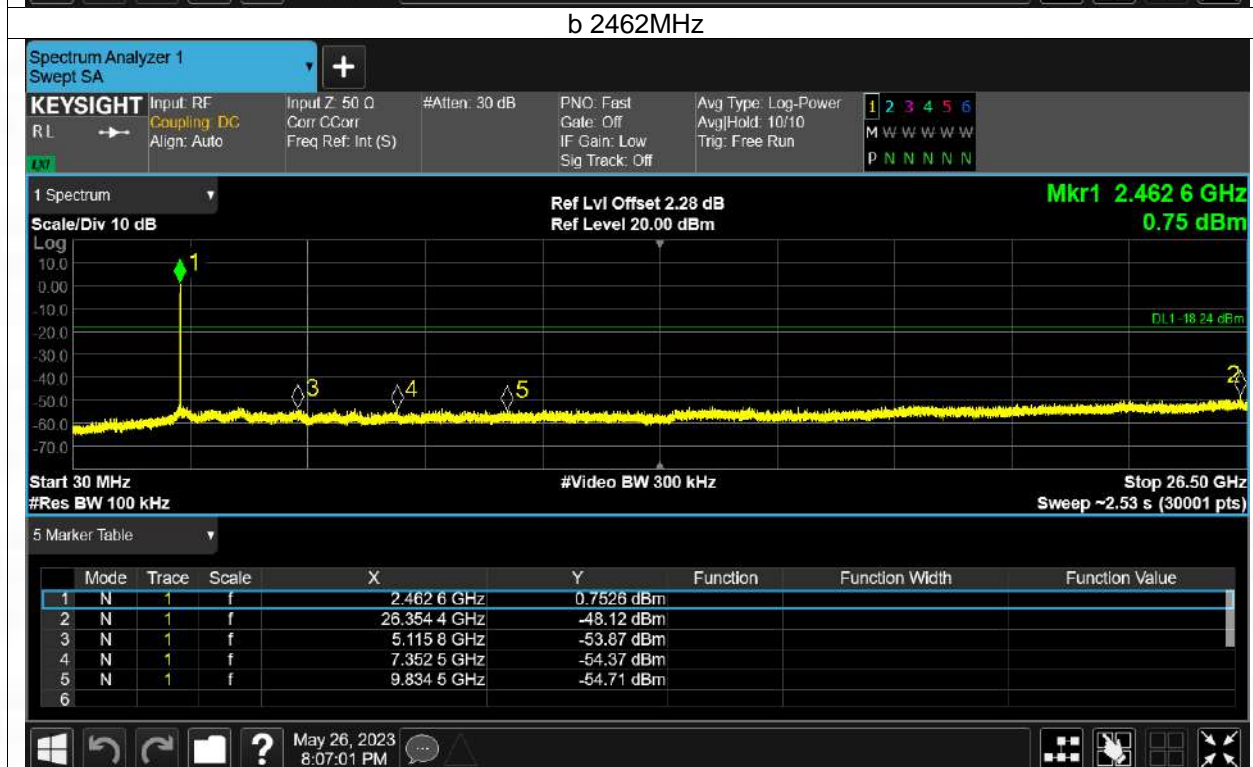 b 2462MHz
Spectrum Analyzer 1
Swept SA
+
KEYSIGHT Input: RF Input Z: 50 Ω #Atten: 30 dB PNO: Fast Avg Type: Log-Power 1 2 3 4 5 6
RL Coupling: DC Corr CCorr Gate: Off Avg|Hold: 10/10 M W W W W W
Align: Auto Freq Ref: Int (S) IF Gain: Low Trig: Free Run
LXI Sig Track: Off P N N N N N
1 Spectrum Ref Lvl Offset 2.28 dB Mkr1 2.462 6 GHz
Scale/Div 10 dB Ref Level 20.00 dBm 0.75 dBm
Log
10.0 1
0.00
-10.0
DL1 -18.24 dBm
-20.0
-30.0
-40.0 3 4 5 2
-50.0
-60.0
-70.0
Start 30 MHz #Video BW 300 kHz Stop 26.50 GHz
#Res BW 100 kHz Sweep ~2.53 s (30001 pts)
5 Marker Table
Mode Trace Scale X Y Function Function Width Function Value
1 N 1 f 2.462 6 GHz 0.7526 dBm
2 N 1 f 26.354 4 GHz -48.12 dBm
3 N 1 f 5.115 8 GHz -53.87 dBm
4 N 1 f 7.352 5 GHz -54.37 dBm
5 N 1 f 9.834 5 GHz -54.71 dBm
6
? May 26, 2023
8:07:01 PM